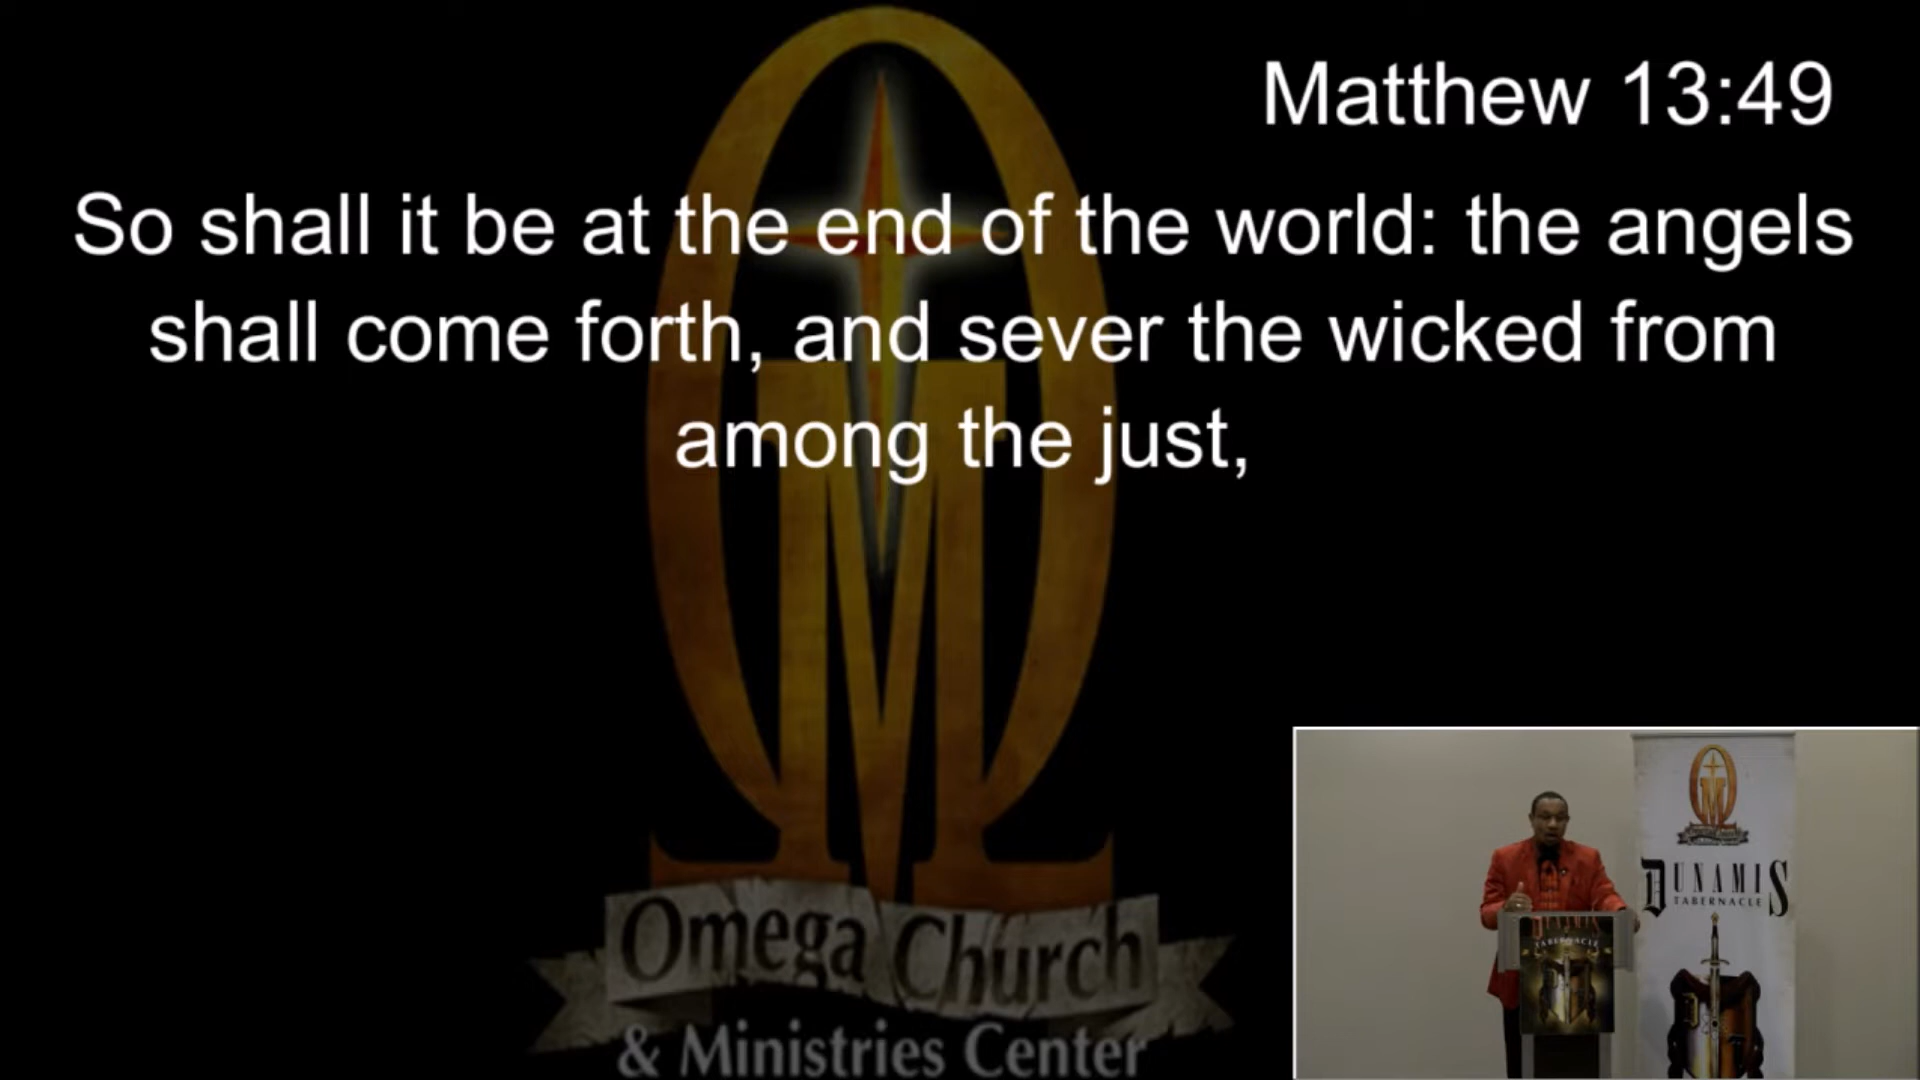 Matthew 13:49
So shall it be at the end of the world: the angels
shall come forth, and sever the wicked from
among the just,
Omega Church
& Ministries Center
DUNAMIS
TABERNACLE
TABERNACLE